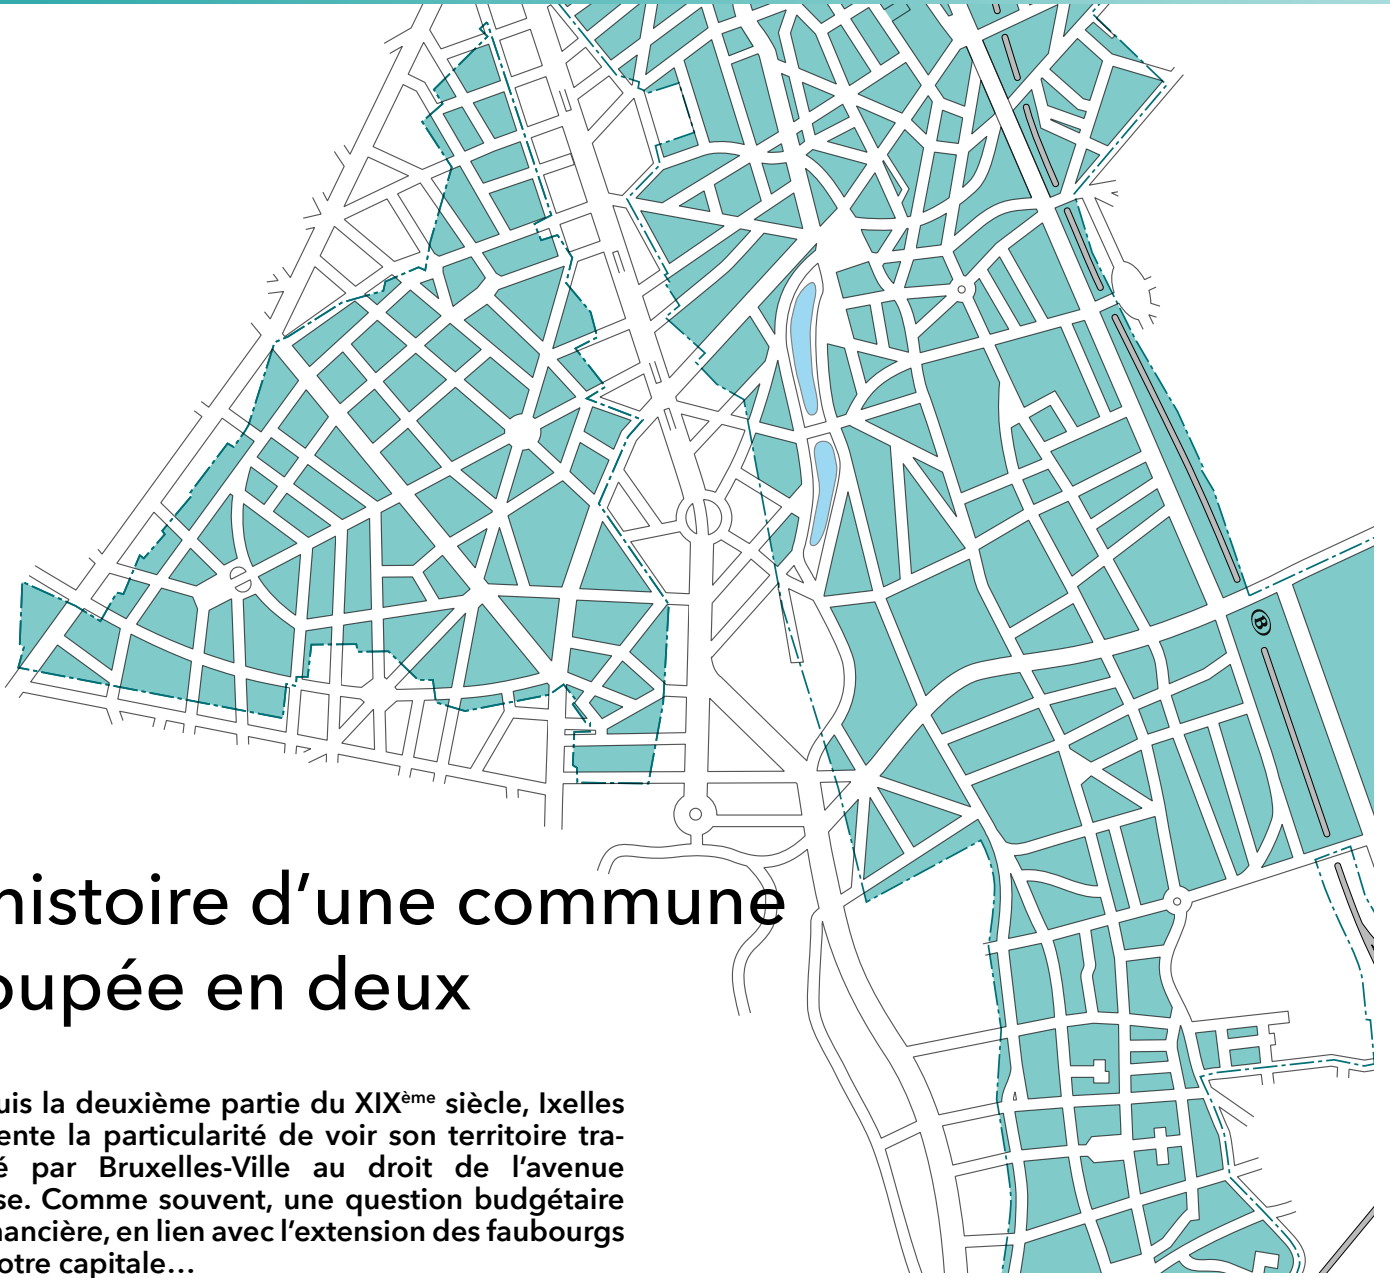 histoire d’une commune
oupée en deux
uis la deuxième partie du XIXème siècle, Ixelles
ente la particularité de voir son territoire tra-
é par Bruxelles-Ville au droit de l’avenue
se. Comme souvent, une question budgétaire
nancière, en lien avec l’extension des faubourgs
otre capitale…
B